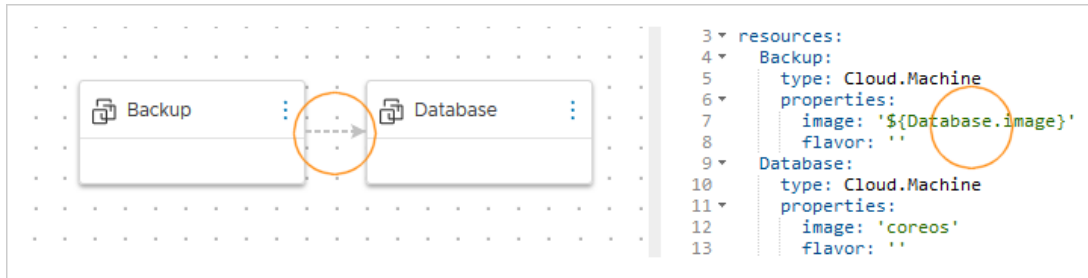 Backup
Database
3 resources:
4 Backup:
5 type: Cloud.Machine
6 properties:
7 image: '${Database.image}'
8 flavor: ''
9 Database:
10 type: Cloud.Machine
11 properties:
12 image: 'coreos'
13 flavor: ''